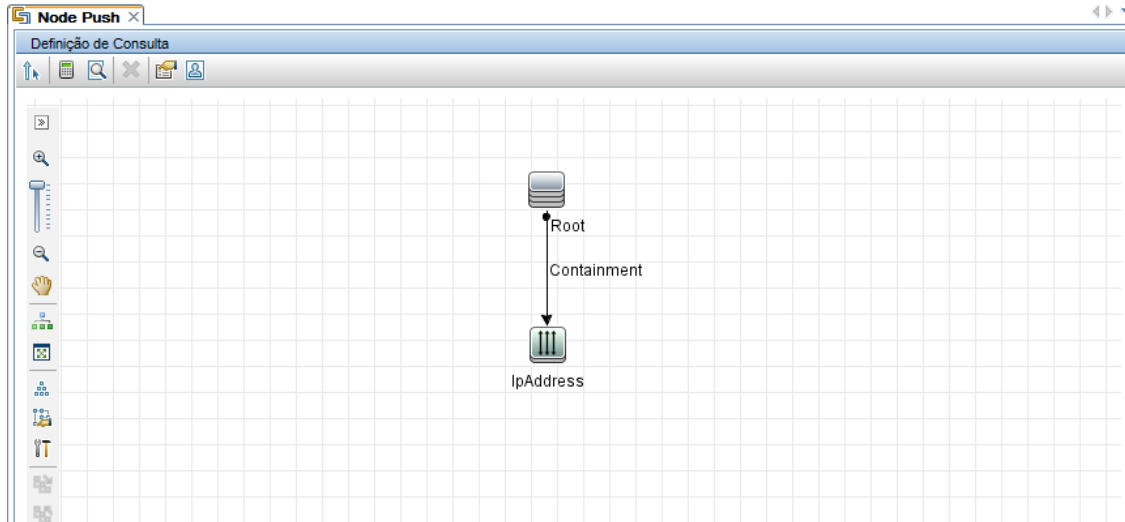 Node Push
Definição de Consulta
Root
Containment
IpAddress